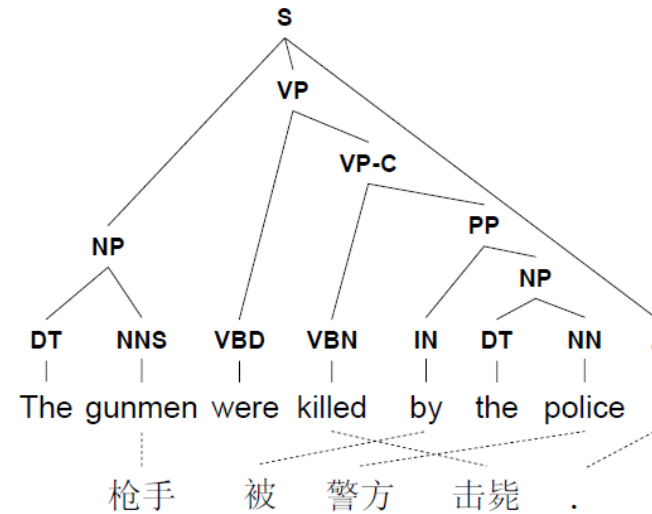 S
VP
VP-C
PP
NP
NP
DT NNS VBD VBN IN DT NN
The gunmen were killed by the police
枪手 被 警方 击毙 .